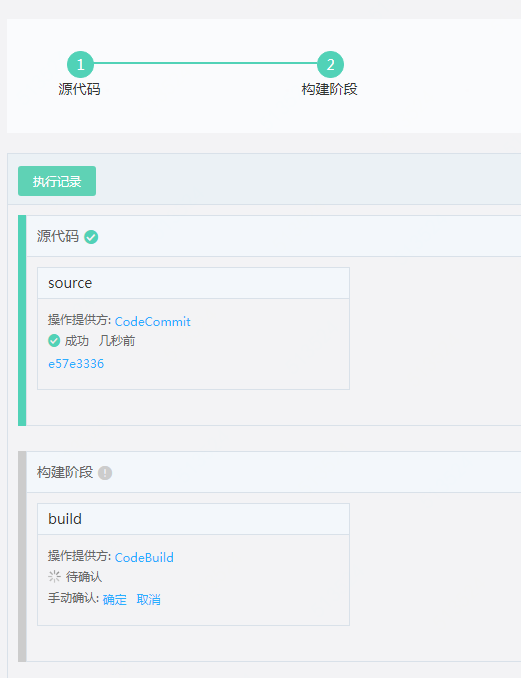 1 2
源代码 构建阶段
执行记录
源代码
source
操作提供方: CodeCommit
成功 几秒前
e57e3336
构建阶段
build
操作提供方: CodeBuild
待确认
手动确认: 确定 取消